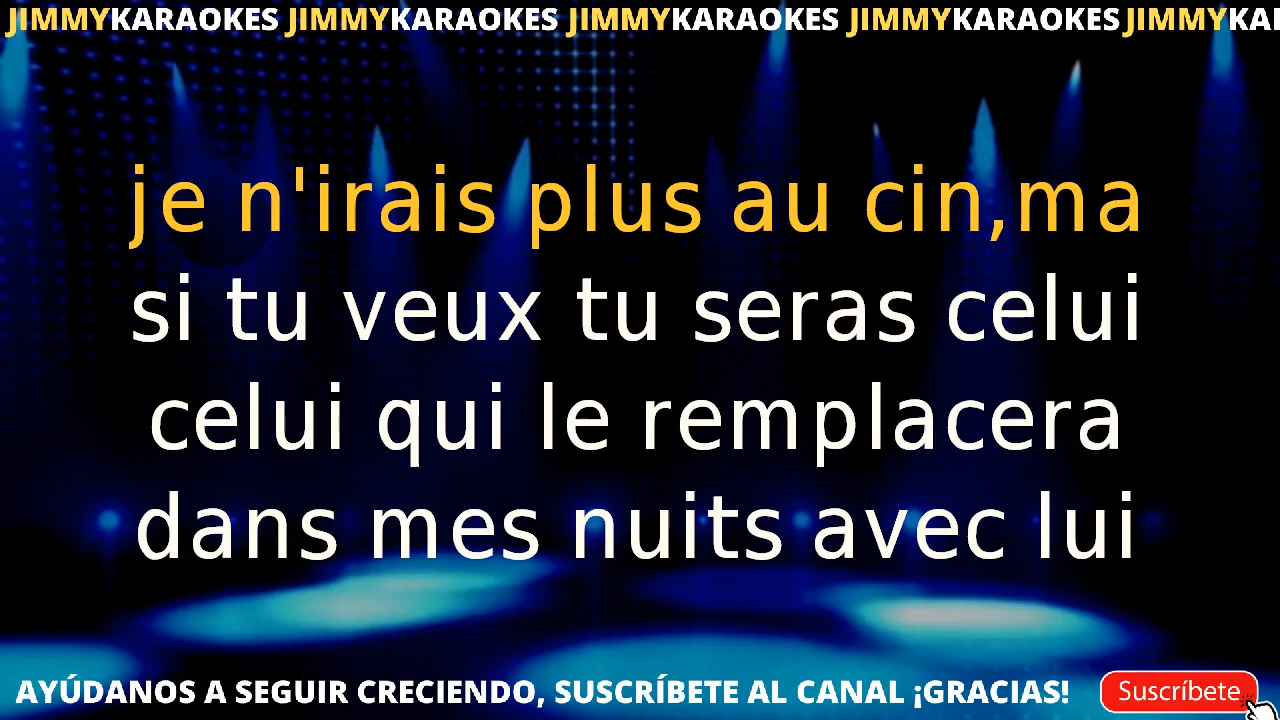 JIMMYKARAOKES JIMMYKARAOKES JIMMYKARAOKES JIMMYKARAOKES JIMMYKA
je n'irais plus au cin,ma
si tu veux tu seras celui
celui qui le remplacera
dans mes nuits avec lui
AYÚDANOS A SEGUIR CRECIENDO, SUSCRÍBETE AL CANAL ¡GRACIAS! Suscríbete